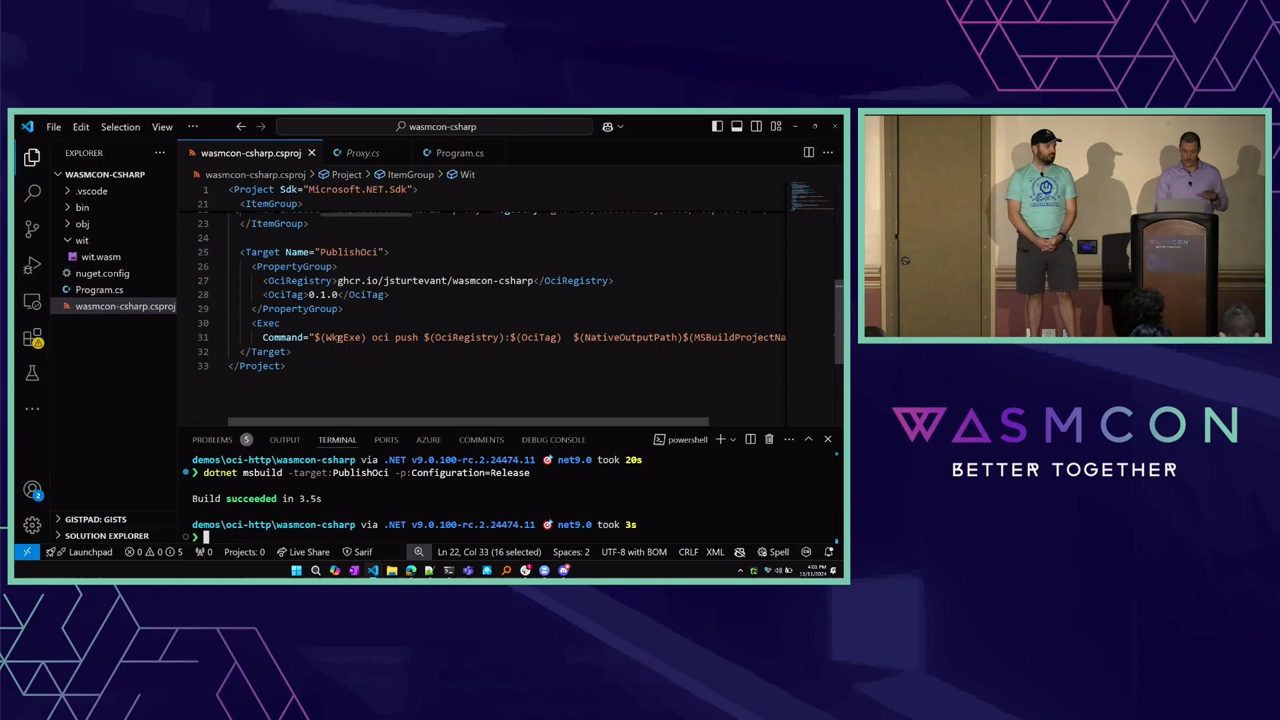 File Edit Selection View ··· wasmcon-csharp
EXPLORER ···
WASMCON-CSHARP
.vscode
bin
obj
wit
wit.wasm
nuget.config
Program.cs
wasmcon-csharp.csproj
GISTPAD: GISTS
SOLUTION EXPLORER
wasmcon-csharp.csproj Proxy.cs Program.cs
wasmcon-csharp.csproj > Project > ItemGroup > Wit
1 <Project Sdk="Microsoft.NET.Sdk">
21 <ItemGroup>
23 </ItemGroup>
24
25 <Target Name="PublishOci">
26 <PropertyGroup>
27 <OciRegistry>ghcr.io/jsturtevant/wasmcon-csharp</OciRegistry>
28 <OciTag>0.1.0</OciTag>
29 </PropertyGroup>
30 <Exec
31 Command="$(WkgExe) oci push $(OciRegistry):$(OciTag) $(NativeOutputPath)$(MSBuildProjectNa
32 </Target>
33 </Project>
PROBLEMS 5 OUTPUT TERMINAL PORTS AZURE COMMENTS DEBUG CONSOLE powershell
demos\oci-http\wasmcon-csharp via .NET v9.0.100-rc.2.24474.11 net9.0 took 20s
❯ dotnet msbuild -target:PublishOci -p:Configuration=Release
Build succeeded in 3.5s
demos\oci-http\wasmcon-csharp via .NET v9.0.100-rc.2.24474.11 net9.0 took 3s
❯
Launchpad 0 0 5 0 Projects: 0 Live Share Sarif Ln 22, Col 33 (16 selected) Spaces: 2 UTF-8 with BOM CRLF XML Spell
4:01 PM
WASMCON
WASMCON
BETTER TOGETHER